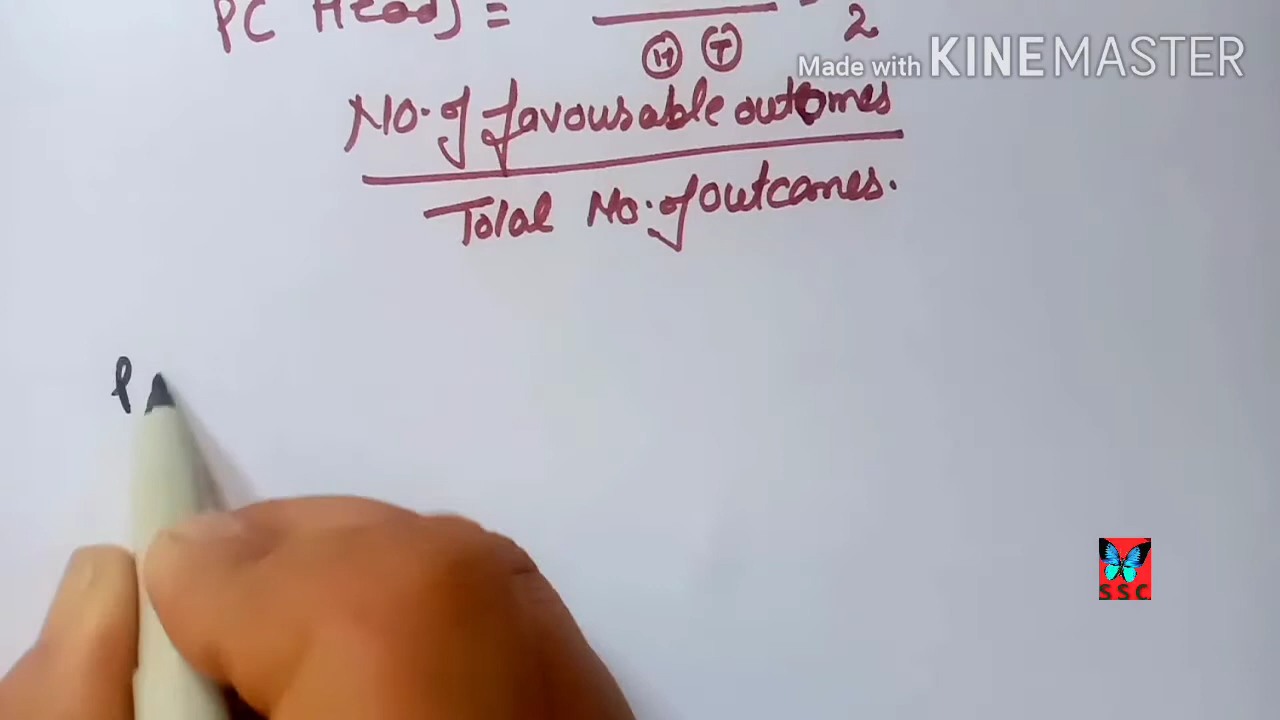 P( Head) =
2
H T
Made with KINEMASTER
No. of favourable outcomes
Total No. of outcomes.
P
SSC